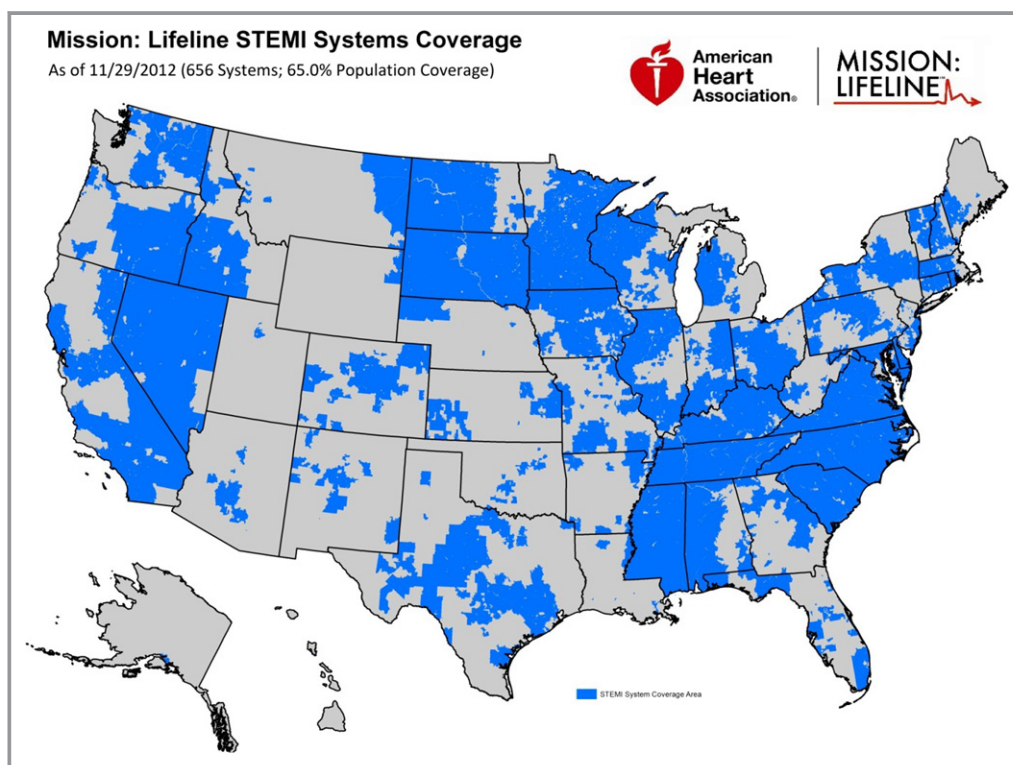 Mission: Lifeline STEMI Systems Coverage
As of 11/29/2012 (656 Systems; 65.0% Population Coverage)
American
Heart
Association®
MISSION:
LIFELINE™
STEMI System Coverage Area